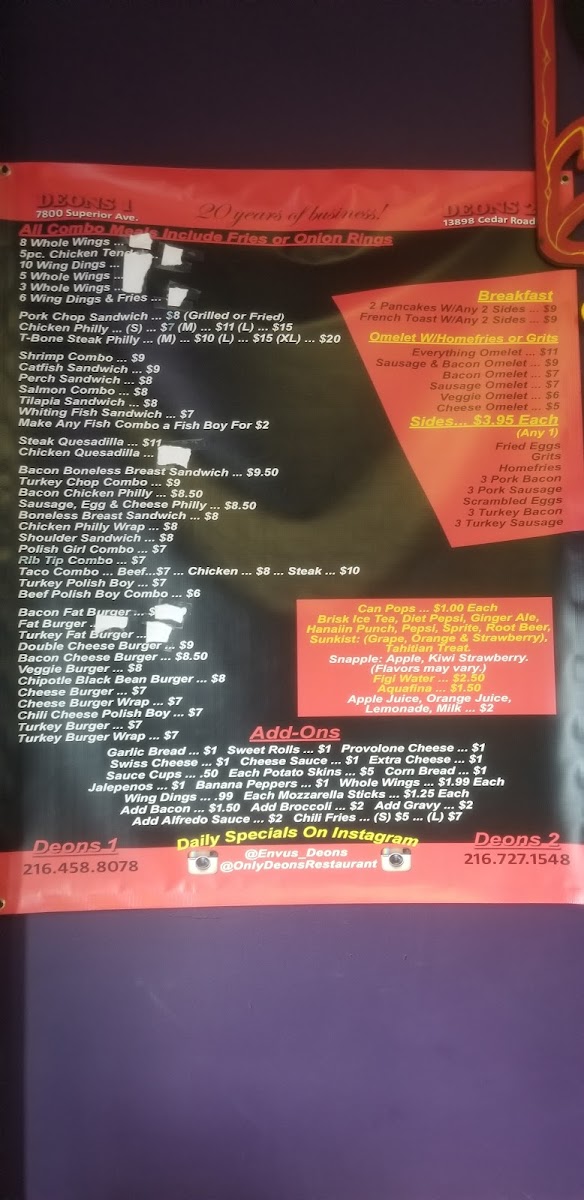 DEONS 1
7800 Superior Ave.
20 years of business!
DEONS 2
13898 Cedar Road
All Combo Meals Include Fries or Onion Rings
8 Whole Wings ...
5pc. Chicken
10 Wing Dings ...
5 Whole Wings ...
3 Whole Wings ...
6 Wing Dings & Fries ...
Pork Chop Sandwich ... $8 (Grilled or Fried)
Chicken Philly ... (S) ... $7 (M) ... $11 (L) ... $15
T-Bone Steak Philly ... (M) ... $10 (L) ... $15 (XL) ... $20
Shrimp Combo ... $9
Catfish Sandwich ... $9
Perch Sandwich ... $8
Salmon Combo ... $8
Tilapia Sandwich ... $8
Whiting Fish Sandwich ... $7
Make Any Fish Combo a Fish Boy For $2
Steak Quesadilla ... $11
Chicken Quesadilla ...
Bacon Boneless Breast Sandwich ... $9.50
Turkey Chop Combo ... $9
Bacon Chicken Philly ... $8.50
Sausage, Egg & Cheese Philly ... $8.50
Boneless Breast Sandwich ... $8
Chicken Philly Wrap ... $8
Shoulder Sandwich ... $8
Polish Girl Combo ... $7
Rib Tip Combo ... $7
Taco Combo ... Beef...$7 ... Chicken ... $8 ... Steak ... $10
Turkey Polish Boy ... $7
Beef Polish Boy Combo ... $6
Bacon Fat Burger ... $
Fat Burger ...
Turkey Fat Burger ...
Double Cheese Burger ... $9
Bacon Cheese Burger ... $8.50
Veggie Burger ... $8
Chipotle Black Bean Burger ... $8
Cheese Burger ... $7
Cheese Burger Wrap ... $7
Chili Cheese Polish Boy ... $7
Turkey Burger ... $7
Turkey Burger Wrap ... $7
Breakfast
2 Pancakes W/Any 2 Sides ... $9
French Toast W/Any 2 Sides ... $9
Omelet W/Homefries or Grits
Everything Omelet ... $11
Sausage & Bacon Omelet ... $9
Bacon Omelet ... $7
Sausage Omelet ... $7
Veggie Omelet ... $6
Cheese Omelet ... $5
Sides... $3.95 Each
(Any 1)
Fried Eggs
Grits
Homefries
3 Pork Bacon
3 Pork Sausage
Scrambled Eggs
3 Turkey Bacon
3 Turkey Sausage
Can Pops ... $1.00 Each
Brisk Ice Tea, Diet Pepsi, Ginger Ale,
Hanaiin Punch, Pepsi, Sprite, Root Beer,
Sunkist: (Grape, Orange & Strawberry),
Tahitian Treat.
Snapple: Apple, Kiwi Strawberry.
(Flavors may vary.)
Figi Water ... $2.50
Aquafina ... $1.50
Apple Juice, Orange Juice,
Lemonade, Milk ... $2
Add-Ons
Garlic Bread ... $1 Sweet Rolls ... $1 Provolone Cheese ... $1
Swiss Cheese ... $1 Cheese Sauce ... $1 Extra Cheese ... $1
Sauce Cups ... .50 Each Potato Skins ... $5 Corn Bread ... $1
Jalepenos ... $1 Banana Peppers ... $1 Whole Wings ... $1.99 Each
Wing Dings ... .99 Each Mozzarella Sticks ... $1.25 Each
Add Bacon ... $1.50 Add Broccoli ... $2 Add Gravy ... $2
Add Alfredo Sauce ... $2 Chili Fries ... (S) $5 ... (L) $7
Daily Specials On Instagram
@Envus_Deons
@OnlyDeonsRestaurant
Deons 1
216.458.8078
Deons 2
216.727.1548